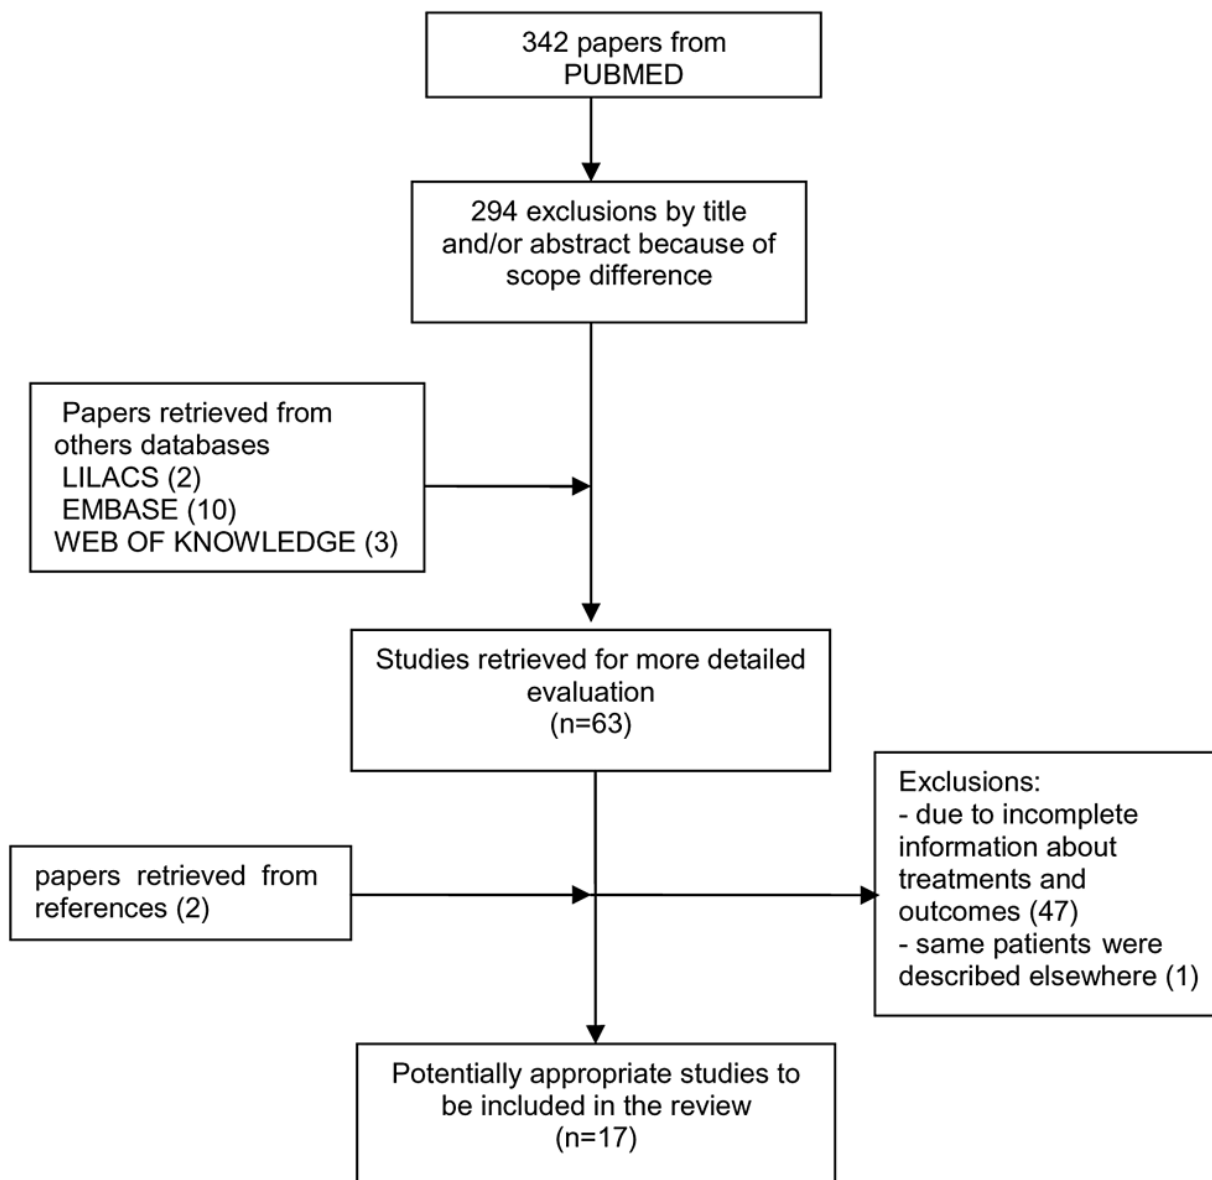 342 papers from
PUBMED
294 exclusions by title
and/or abstract because of
scope difference
Papers retrieved from
others databases
LILACS (2)
EMBASE (10)
WEB OF KNOWLEDGE (3)
Studies retrieved for more detailed
evaluation
(n=63)
papers retrieved from
references (2)
Exclusions:
- due to incomplete
information about
treatments and
outcomes (47)
- same patients were
described elsewhere (1)
Potentially appropriate studies to
be included in the review
(n=17)